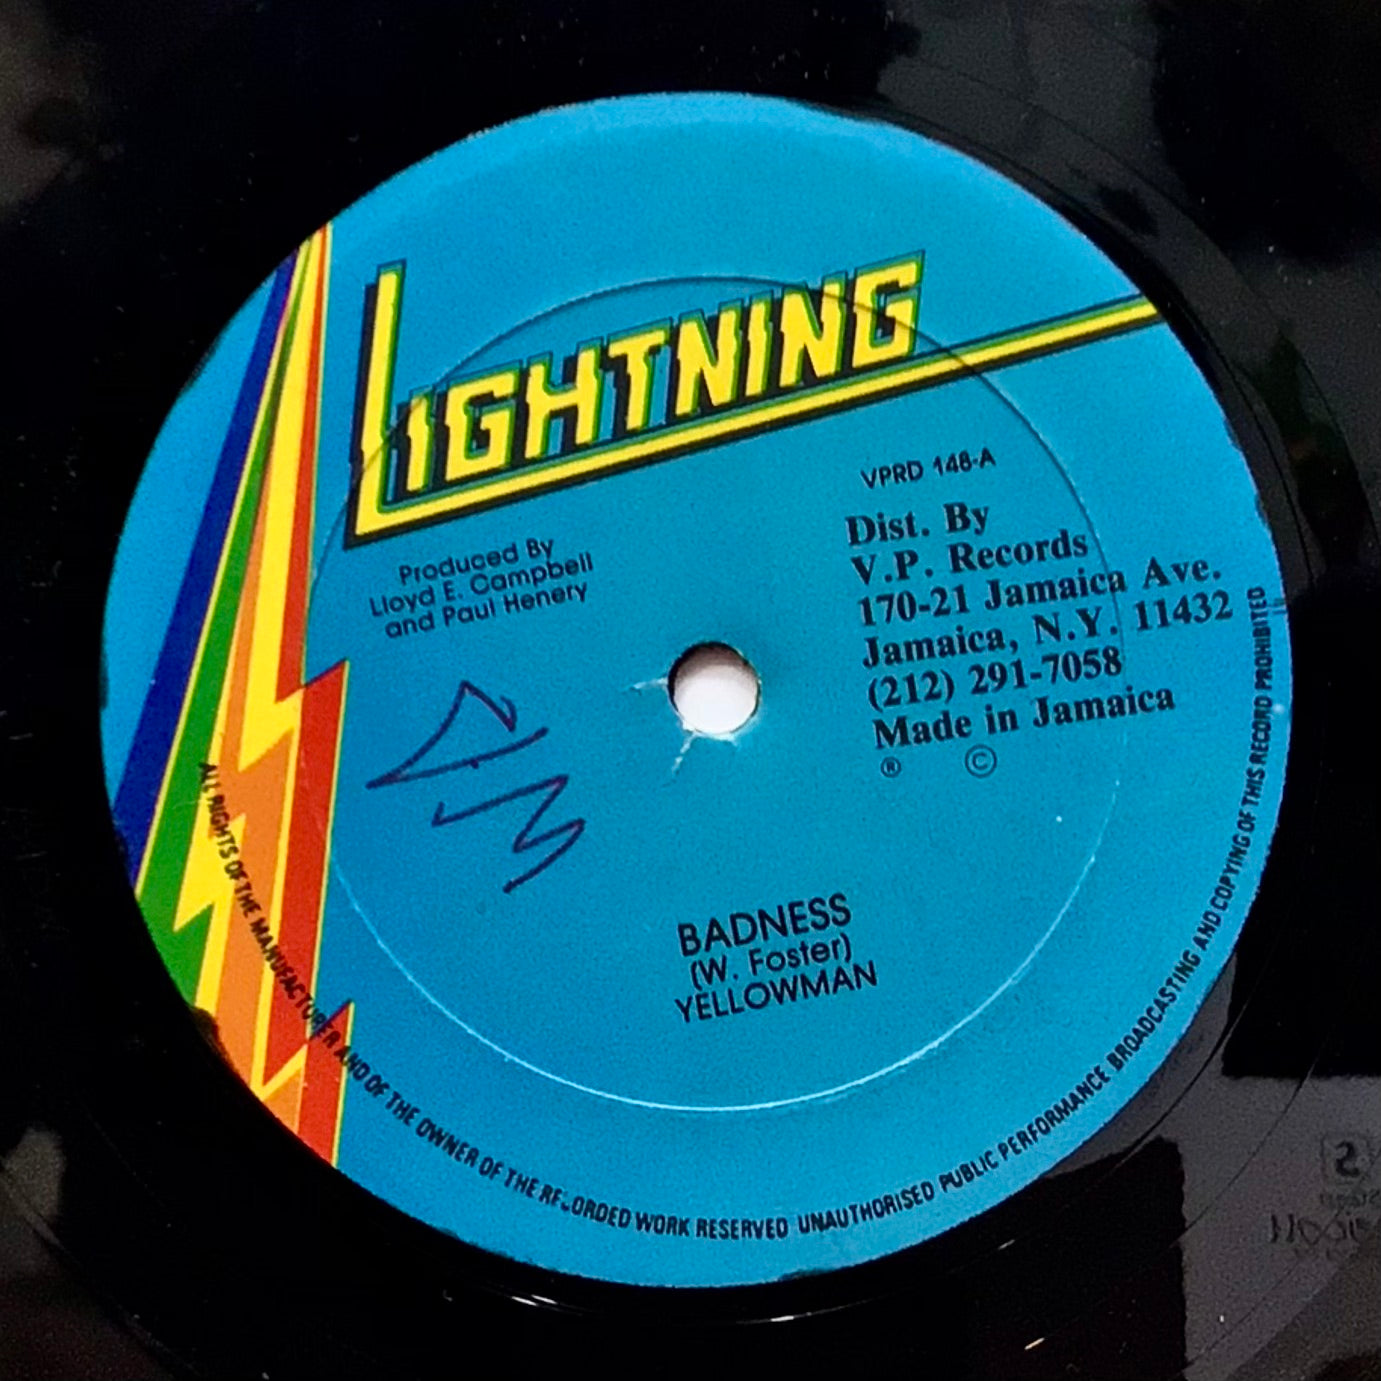 LIGHTNING
VPRD 148-A
Produced By
Lloyd E. Campbell
and Paul Henery
Dist. By
V.P. Records
170-21 Jamaica Ave.
Jamaica, N.Y. 11432
(212) 291-7058
Made in Jamaica
® ©
BADNESS
(W. Foster)
YELLOWMAN
ALL RIGHTS OF THE MANUFACTURER AND OF THE OWNER OF THE RECORDED WORK RESERVED UNAUTHORISED PUBLIC PERFORMANCE BROADCASTING AND COPYING OF THIS RECORD PROHIBITED